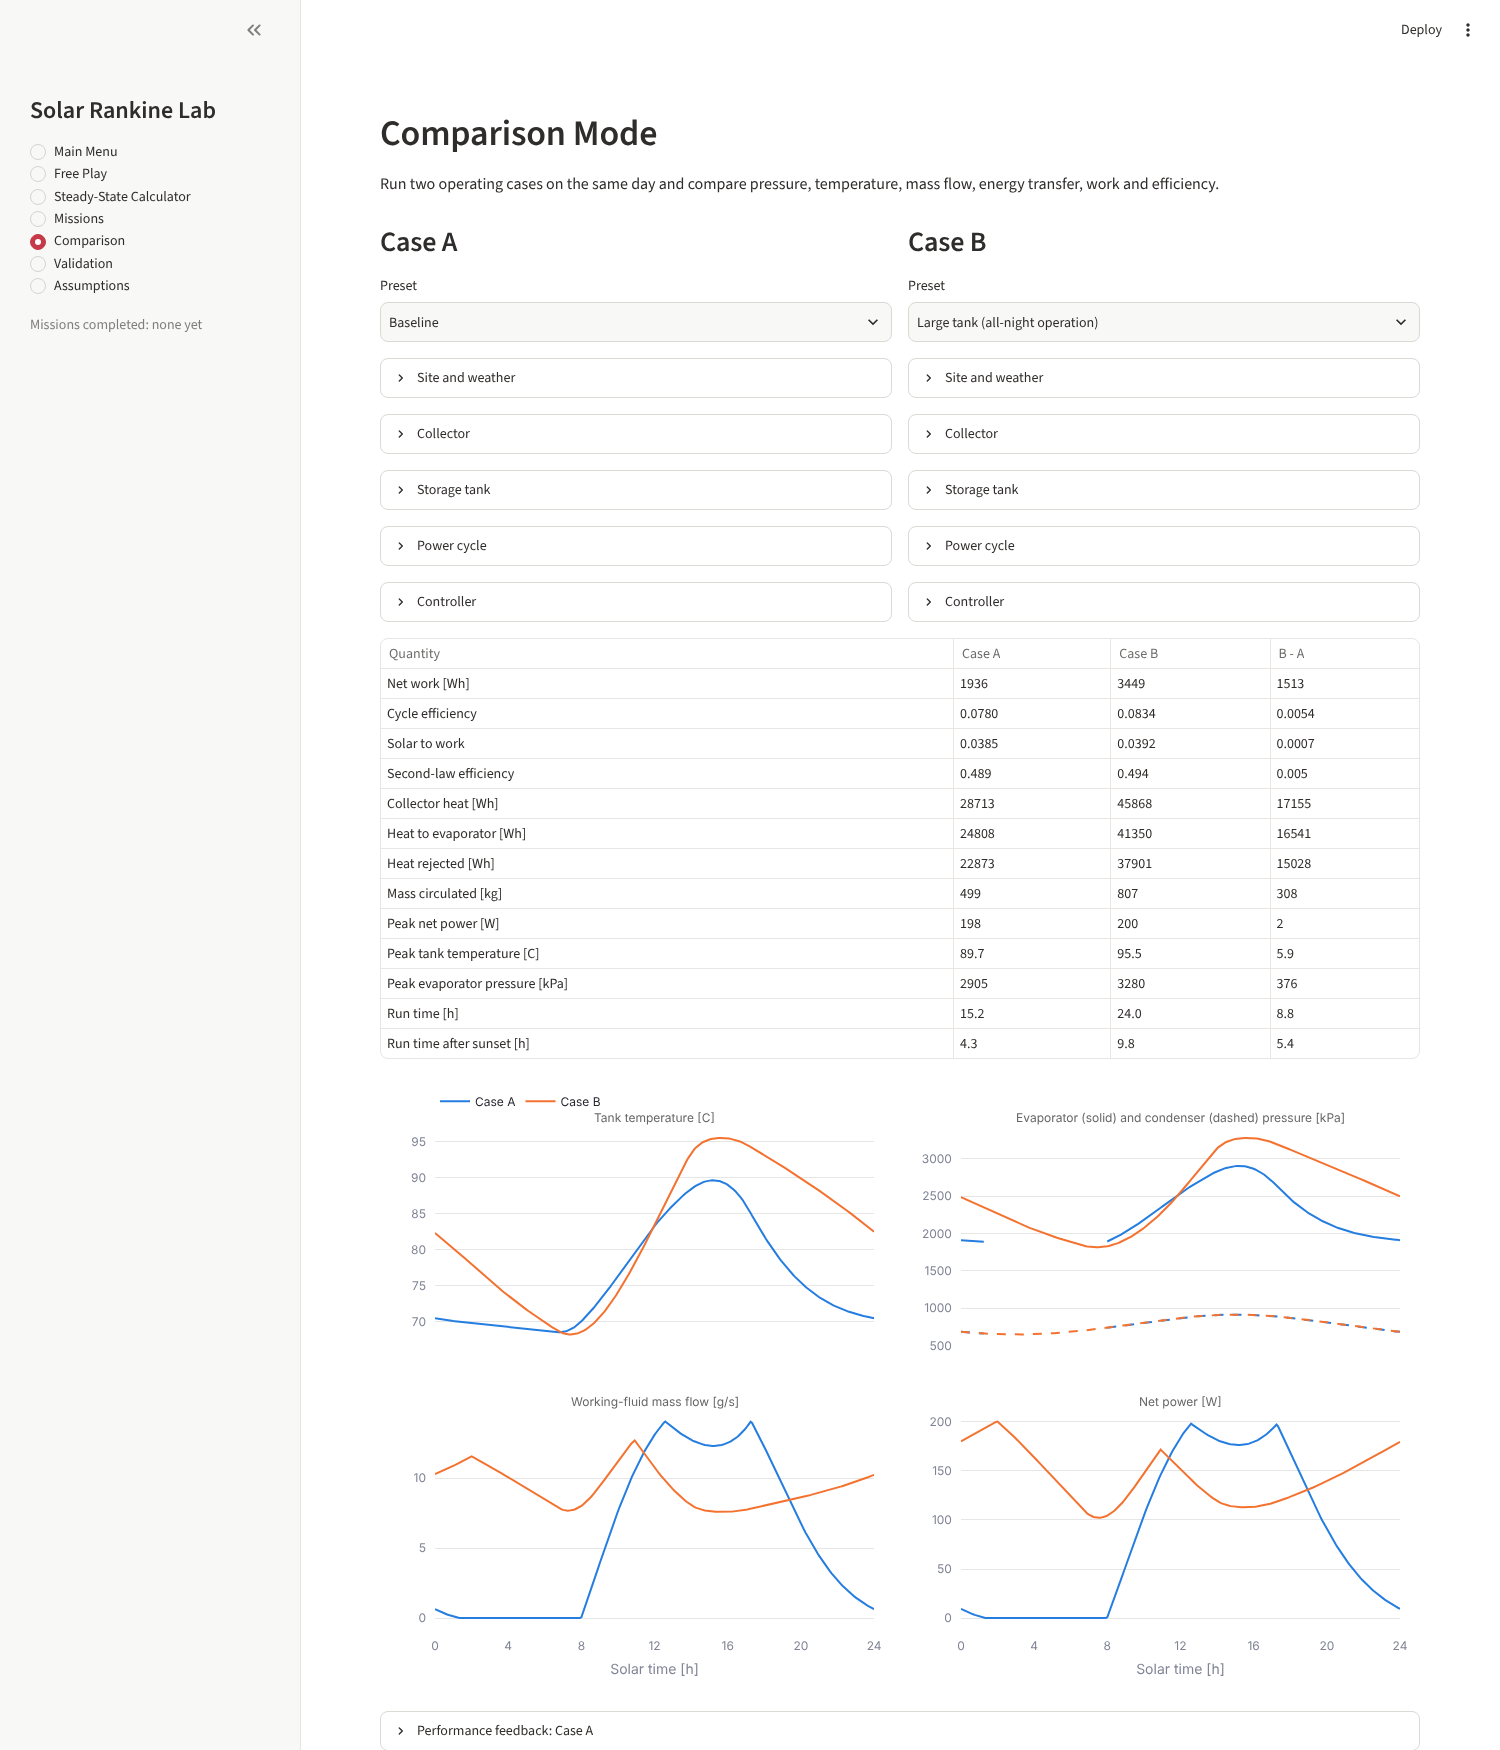 Deploy
Solar Rankine Lab
Main Menu
Free Play
Steady-State Calculator
Missions
Comparison
Validation
Assumptions
Missions completed: none yet
Comparison Mode
Run two operating cases on the same day and compare pressure, temperature, mass flow, energy transfer, work and efficiency.
Case A
Preset
Baseline
Site and weather
Collector
Storage tank
Power cycle
Controller
Case B
Preset
Large tank (all-night operation)
Site and weather
Collector
Storage tank
Power cycle
Controller
Quantity Case A Case B B - A
Net work [Wh] 1936 3449 1513
Cycle efficiency 0.0780 0.0834 0.0054
Solar to work 0.0385 0.0392 0.0007
Second-law efficiency 0.489 0.494 0.005
Collector heat [Wh] 28713 45868 17155
Heat to evaporator [Wh] 24808 41350 16541
Heat rejected [Wh] 22873 37901 15028
Mass circulated [kg] 499 807 308
Peak net power [W] 198 200 2
Peak tank temperature [C] 89.7 95.5 5.9
Peak evaporator pressure [kPa] 2905 3280 376
Run time [h] 15.2 24.0 8.8
Run time after sunset [h] 4.3 9.8 5.4
Case A Case B
Tank temperature [C]
95
90
85
80
75
70
Evaporator (solid) and condenser (dashed) pressure [kPa]
3000
2500
2000
1500
1000
500
Working-fluid mass flow [g/s]
10
5
0
0 4 8 12 16 20 24
Solar time [h]
Net power [W]
200
150
100
50
0
0 4 8 12 16 20 24
Solar time [h]
Performance feedback: Case A